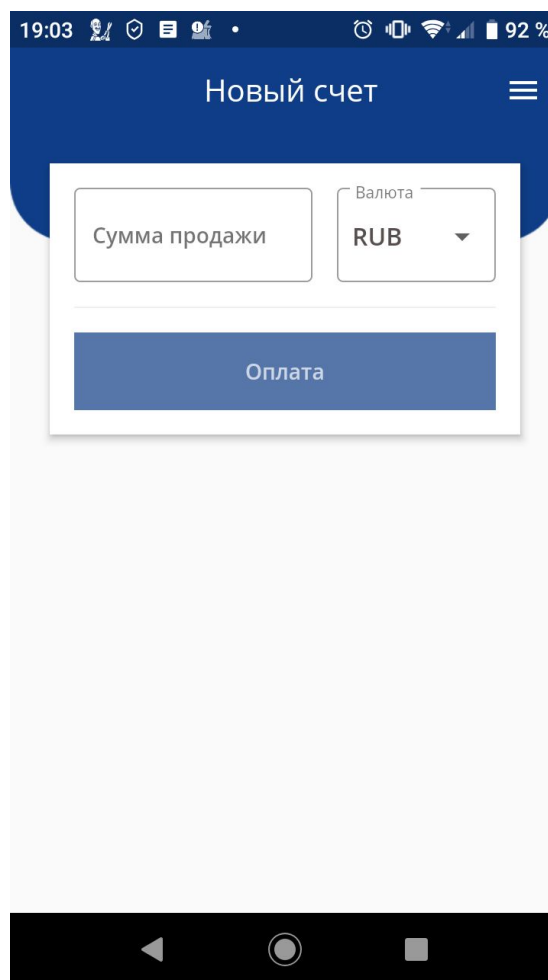 19:03
92 %
Новый счет
Валюта
Сумма продажи
RUB
Оплата